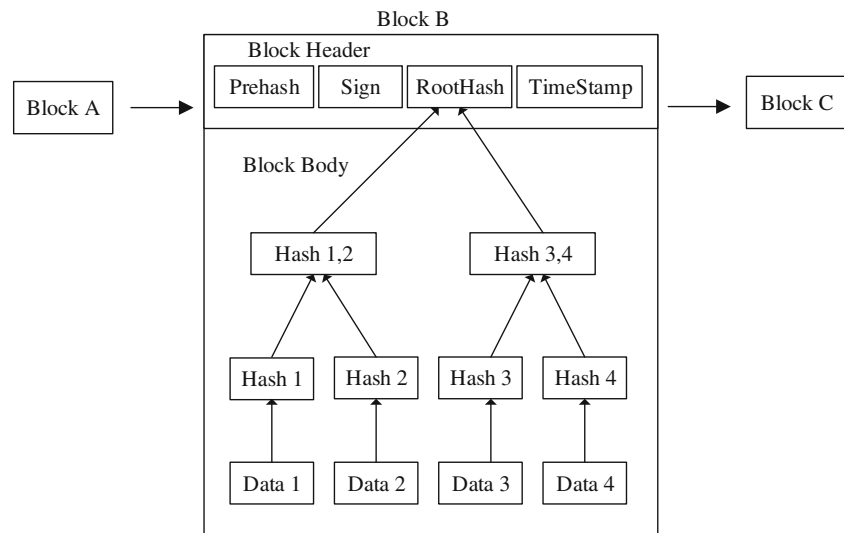 Block B
Block Header
Prehash Sign RootHash TimeStamp
Block A
Block C
Block Body
Hash 1,2 Hash 3,4
Hash 1 Hash 2 Hash 3 Hash 4
Data 1 Data 2 Data 3 Data 4